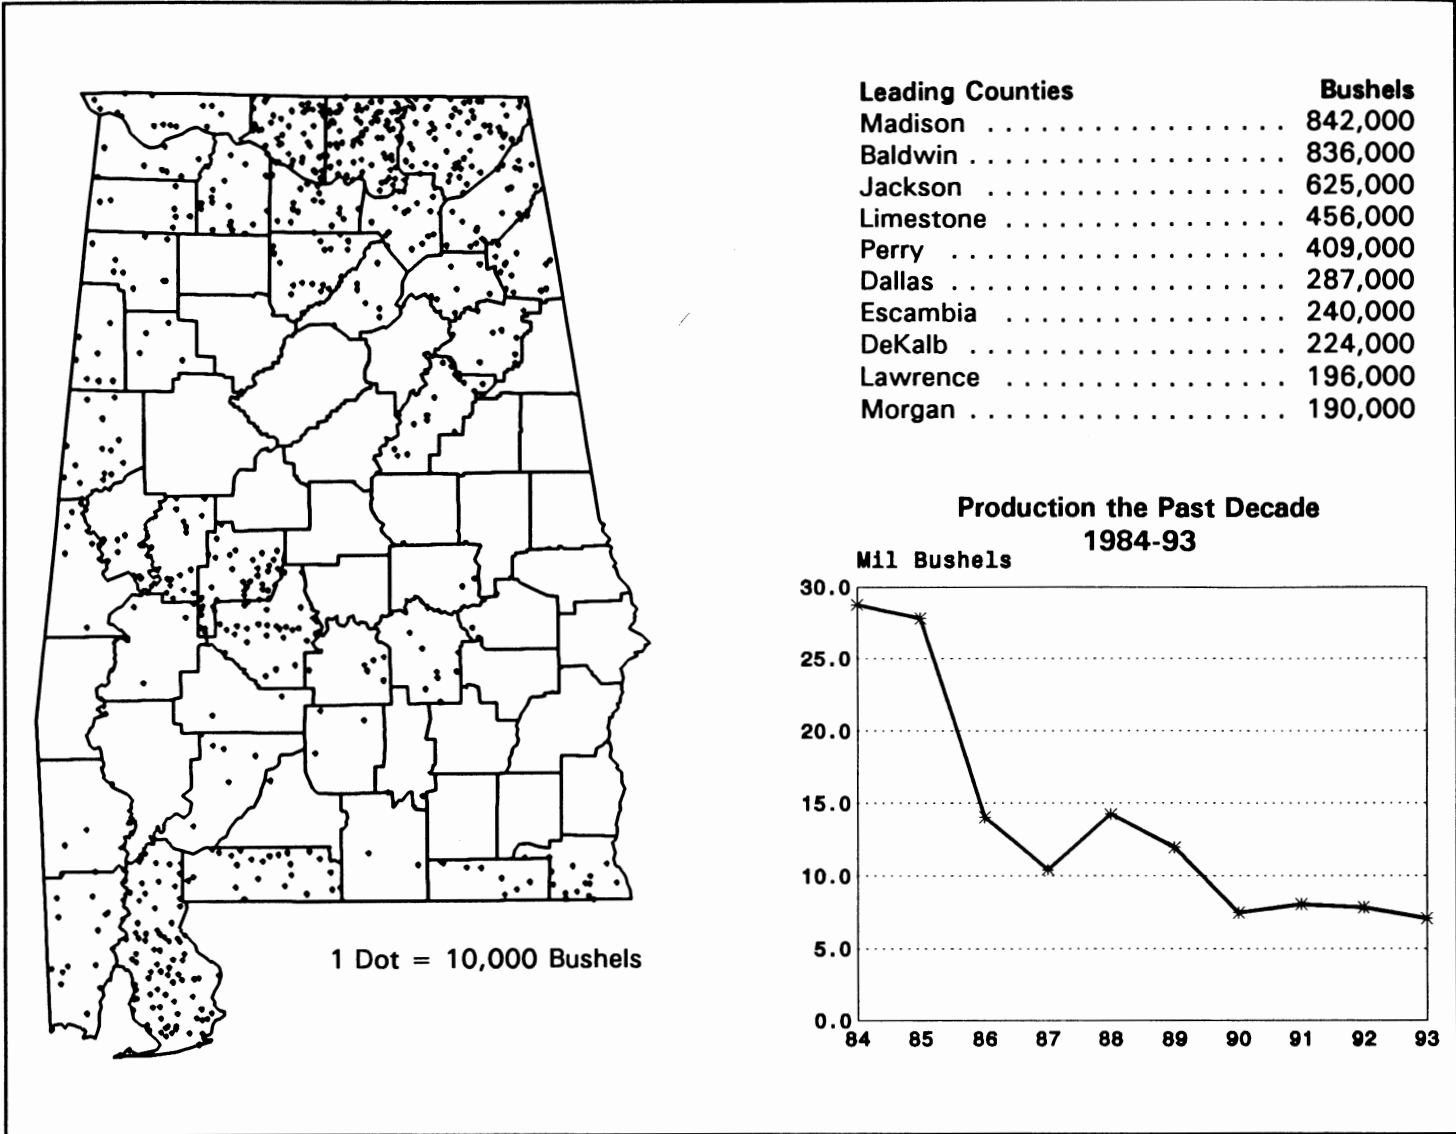 Leading Counties Bushels
Madison . . . . . . . . . . . . . . . . . 842,000
Baldwin . . . . . . . . . . . . . . . . . . 836,000
Jackson . . . . . . . . . . . . . . . . . 625,000
Limestone . . . . . . . . . . . . . . . . 456,000
Perry . . . . . . . . . . . . . . . . . . . 409,000
Dallas . . . . . . . . . . . . . . . . . . . 287,000
Escambia . . . . . . . . . . . . . . . . 240,000
DeKalb . . . . . . . . . . . . . . . . . . 224,000
Lawrence . . . . . . . . . . . . . . . . 196,000
Morgan . . . . . . . . . . . . . . . . . . 190,000
1 Dot = 10,000 Bushels
Production the Past Decade
1984-93
Mil Bushels
30.0
25.0
20.0
15.0
10.0
5.0
0.0
84 85 86 87 88 89 90 91 92 93